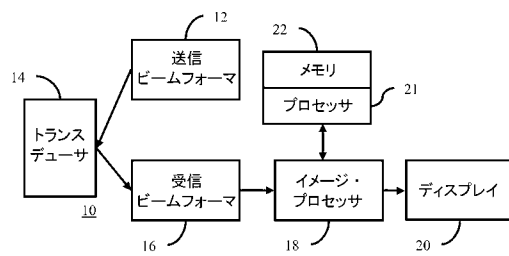 12
送信
ビームフォーマ
22
メモリ
プロセッサ
21
14
トランス
デューサ
10
受信
ビームフォーマ
16
イメージ・
プロセッサ
18
ディスプレイ
20